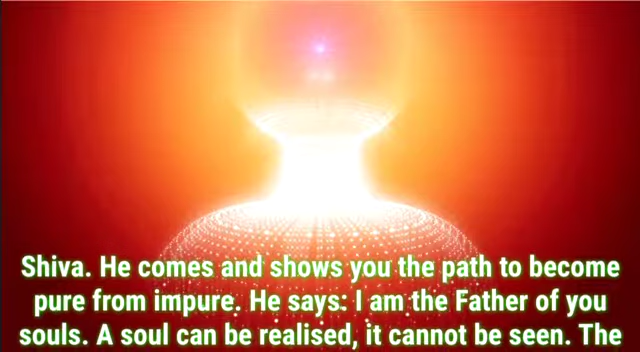 Shiva. He comes and shows you the path to become
pure from impure. He says: I am the Father of you
souls. A soul can be realised, it cannot be seen. The